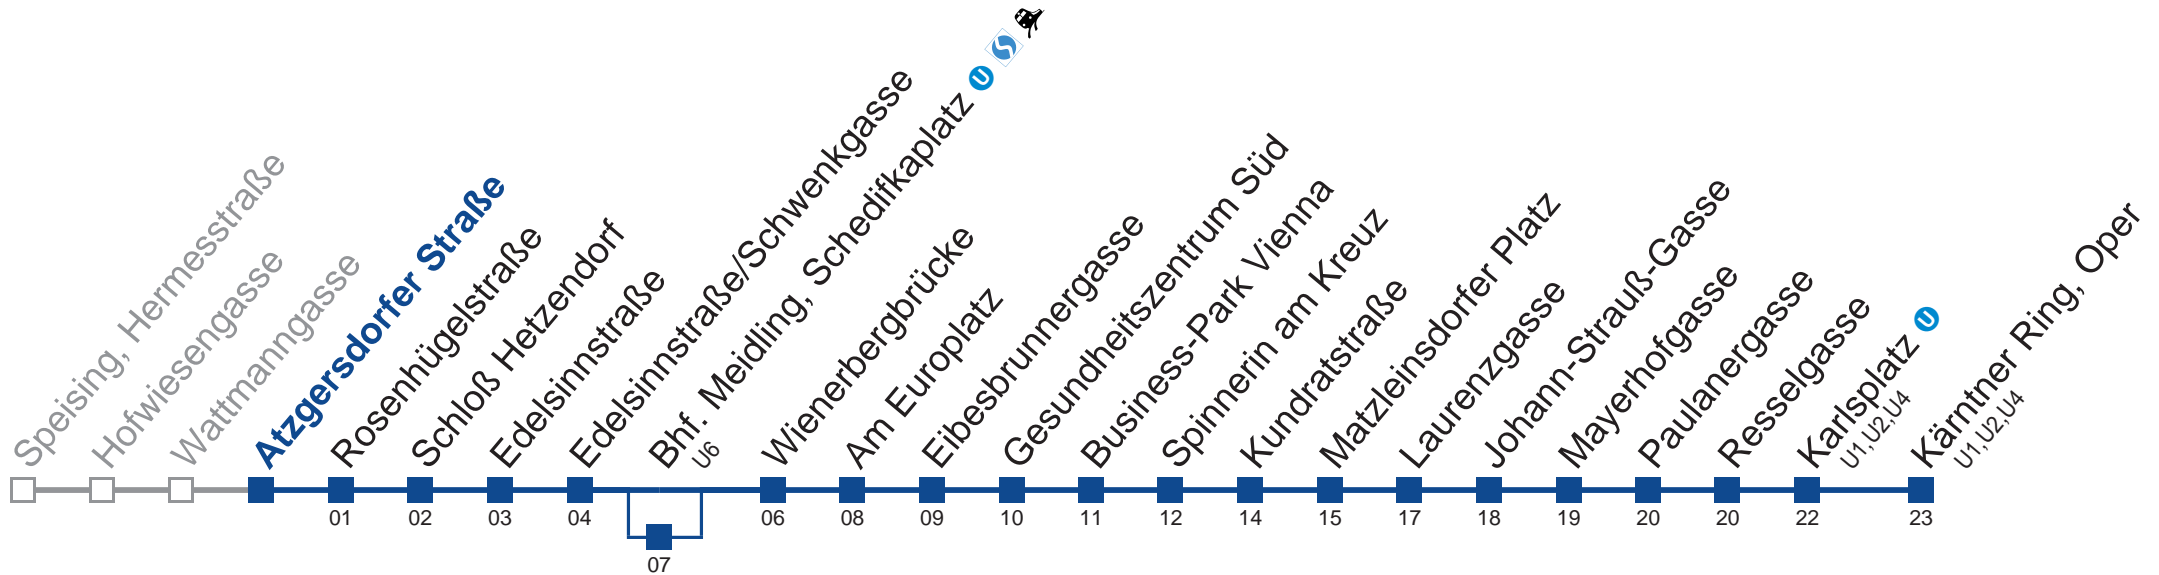 Speising, Hermesstraße
Hofwiesengasse
Wattmanngasse
Atzgersdorfer Straße
Rosenhügelstraße
Schloß Hetzendorf
Edelsinnstraße
Edelsinnstraße/Schwenkgasse
Bhf. Meidling, Schedifkaplatz U S
U6
Wienerbergbrücke
Am Europlatz
Eibesbrunnergasse
Gesundheitszentrum Süd
Business-Park Vienna
Spinnerin am Kreuz
Kundratstraße
Matzleinsdorfer Platz
Laurenzgasse
Johann-Strauß-Gasse
Mayerhofgasse
Paulanergasse
Resselgasse
Karlsplatz U
U1,U2,U4
Kärntner Ring, Oper
U1,U2,U4
01 02 03 04 06 08 09 10 11 12 14 15 17 18 19 20 20 22 23
07